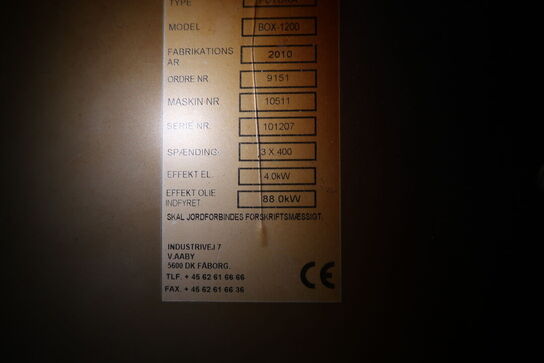 TYPE FUTURA
MODEL BOX-1200
FABRIKATIONS
ÅR 2010
ORDRE NR. 9151
MASKIN NR 10511
SERIE NR. 101207
SPÆNDING: 3 X 400
EFFEKT EL. 4.0kW
EFFEKT OLIE
INDFYRET. 88.0kW
SKAL JORDFORBINDES FORSKRIFTSMÆSSIGT.
INDUSTRIVEJ 7
V.AABY
5600 DK FABORG.
TLF. + 45 62 61 66 66
FAX. + 45 62 61 66 36
CE